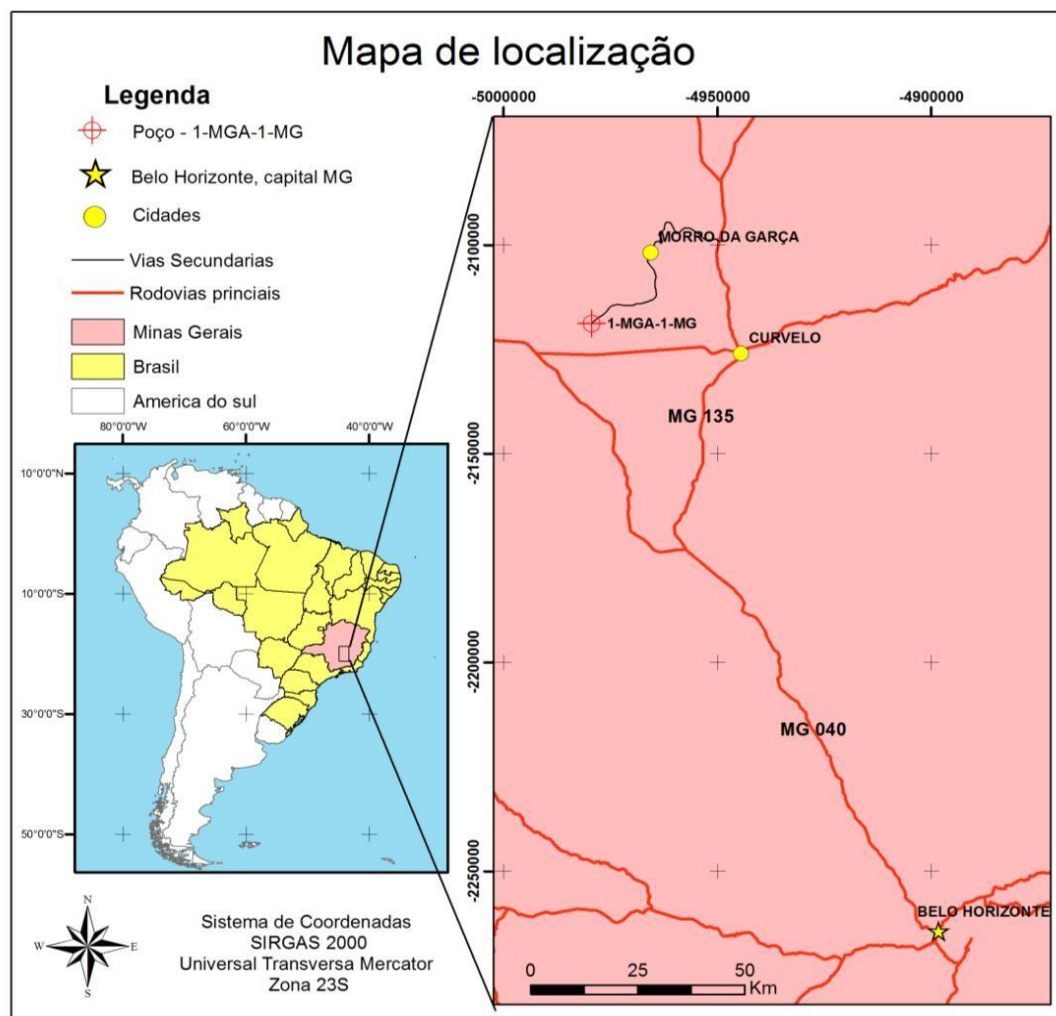 Mapa de localização
Legenda
Poço - 1-MGA-1-MG
Belo Horizonte, capital MG
Cidades
Vias Secundarias
Rodovias princiais
Minas Gerais
Brasil
America do sul
80°0'0"W
60°0'0"W
40°0'0"W
10°0'0"N
10°0'0"S
30°0'0"S
50°0'0"S
N
W
E
S
Sistema de Coordenadas
SIRGAS 2000
Universal Transversa Mercator
Zona 23S
-5000000
-4950000
-4900000
-2100000
-2150000
-2200000
-2250000
MORRO DA GARÇA
1-MGA-1-MG
CURVELO
MG 135
MG 040
BELO HORIZONTE
0 25 50
Km